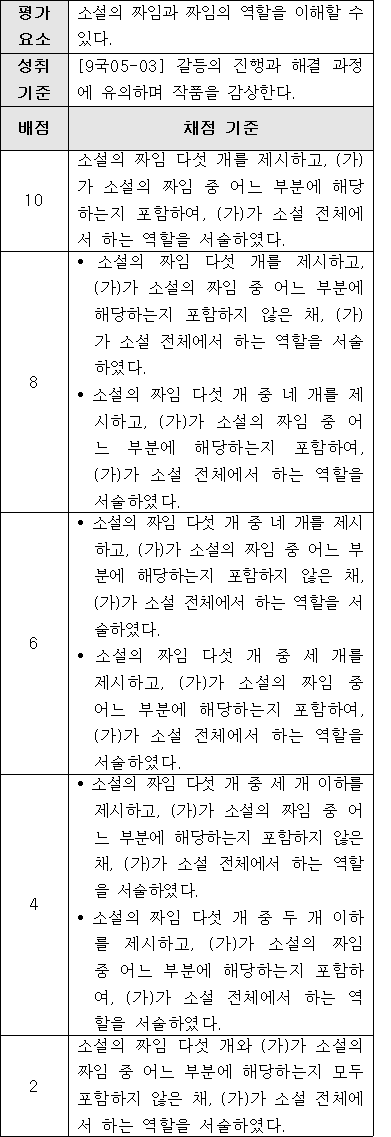 평가 요소 소설의 짜임과 짜임의 역할을 이해할 수 있다.
성취 기준 [9국05-03] 갈등의 진행과 해결 과정에 유의하며 작품을 감상한다.
배점 채점 기준
10
소설의 짜임 다섯 개를 제시하고, (가)
가 소설의 짜임 중 어느 부분에 해당
하는지 포함하여, (가)가 소설 전체에
서 하는 역할을 서술하였다.
8
• 소설의 짜임 다섯 개를 제시하고,
(가)가 소설의 짜임 중 어느 부분에
해당하는지 포함하지 않은 채, (가)
가 소설 전체에서 하는 역할을 서술
하였다.
• 소설의 짜임 다섯 개 중 네 개를 제
시하고, (가)가 소설의 짜임 중 어
느 부분에 해당하는지 포함하여,
(가)가 소설 전체에서 하는 역할을
서술하였다.
6
• 소설의 짜임 다섯 개 중 네 개를 제시
하고, (가)가 소설의 짜임 중 어느 부
분에 해당하는지 포함하지 않은 채,
(가)가 소설 전체에서 하는 역할을 서
술하였다.
• 소설의 짜임 다섯 개 중 세 개를
제시하고, (가)가 소설의 짜임 중
어느 부분에 해당하는지 포함하여,
(가)가 소설 전체에서 하는 역할을
서술하였다.
4
• 소설의 짜임 다섯 개 중 세 개 이하를
제시하고, (가)가 소설의 짜임 중 어
느 부분에 해당하는지 포함하지 않은
채, (가)가 소설 전체에서 하는 역할
을 서술하였다.
• 소설의 짜임 다섯 개 중 두 개 이하
를 제시하고, (가)가 소설의 짜임
중 어느 부분에 해당하는지 포함하
여, (가)가 소설 전체에서 하는 역
할을 서술하였다.
2
소설의 짜임 다섯 개와 (가)가 소설의
짜임 중 어느 부분에 해당하는지 모두
포함하지 않은 채, (가)가 소설 전체에
서 하는 역할을 서술하였다.